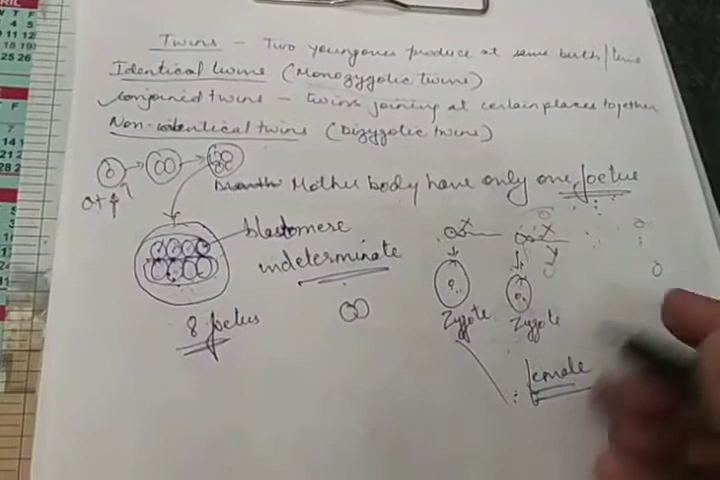 Twins - Two youngones produce at same birth/time
Identical twins (Monozygotic twins)
Conjoined twins - twins joining at certain places together
Non-identical twins (Dizygotic twins)
Mother body have only one foetus
blastomere
indeterminate
8 foetus
X
X
Y
Zygote
Zygote
female